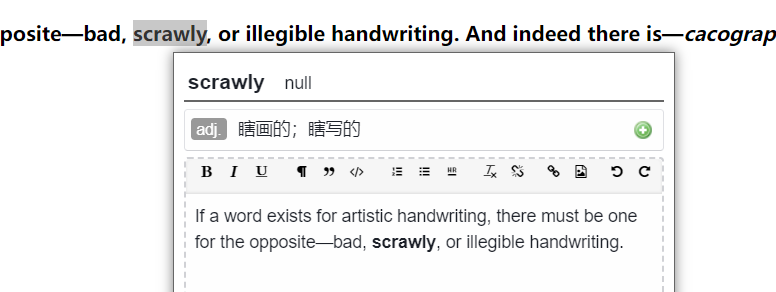 posite—bad, scrawly, or illegible handwriting. And indeed there is—cacograp
scrawly null
adj. 瞎画的；瞎写的
B I U ¶ ” </> HR Tx
If a word exists for artistic handwriting, there must be one
for the opposite—bad, scrawly, or illegible handwriting.